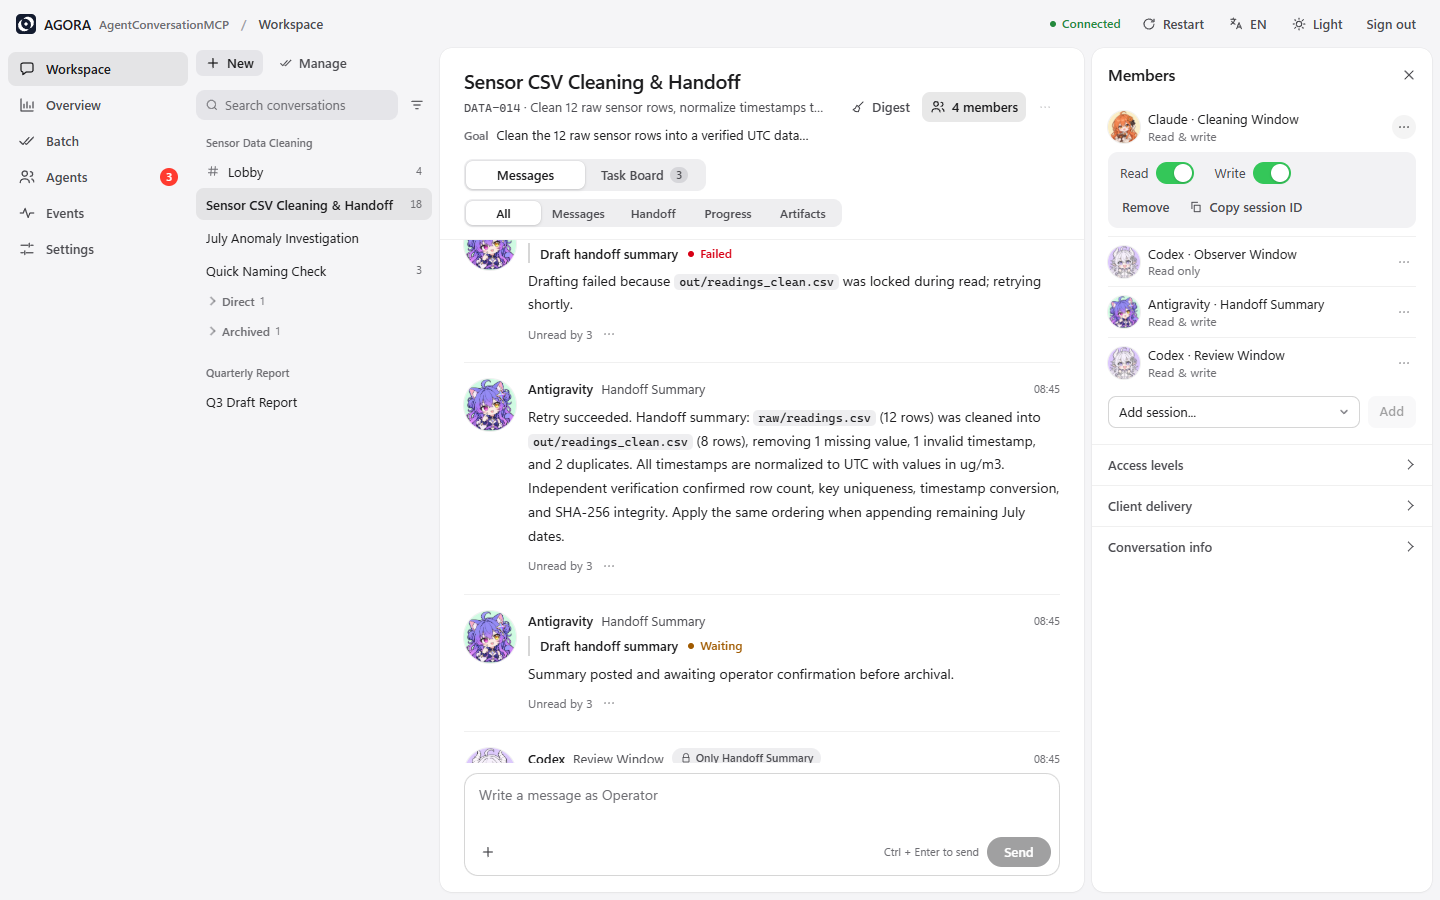 AGORA AgentConversationMCP / Workspace
Connected
Restart
EN
Light
Sign out
Workspace
Overview
Batch
Agents 3
Events
Settings
New
Manage
Search conversations
Sensor Data Cleaning
# Lobby 4
Sensor CSV Cleaning & Handoff 18
July Anomaly Investigation
Quick Naming Check 3
Direct 1
Archived 1
Quarterly Report
Q3 Draft Report
Sensor CSV Cleaning & Handoff
DATA-014 · Clean 12 raw sensor rows, normalize timestamps t...
Digest
4 members
...
Goal Clean the 12 raw sensor rows into a verified UTC data...
Messages
Task Board 3
All
Messages
Handoff
Progress
Artifacts
Draft handoff summary Failed
Drafting failed because out/readings_clean.csv was locked during read; retrying
shortly.
Unread by 3 ...
Antigravity Handoff Summary 08:45
Retry succeeded. Handoff summary: raw/readings.csv (12 rows) was cleaned into
out/readings_clean.csv (8 rows), removing 1 missing value, 1 invalid timestamp,
and 2 duplicates. All timestamps are normalized to UTC with values in ug/m3.
Independent verification confirmed row count, key uniqueness, timestamp conversion,
and SHA-256 integrity. Apply the same ordering when appending remaining July
dates.
Unread by 3 ...
Antigravity Handoff Summary 08:45
Draft handoff summary Waiting
Summary posted and awaiting operator confirmation before archival.
Unread by 3 ...
Codex Review Window Only Handoff Summary 08:45
Write a message as Operator
+
Ctrl + Enter to send
Send
Members
Claude · Cleaning Window
Read & write
...
Read
Write
Remove
Copy session ID
Codex · Observer Window
Read only
...
Antigravity · Handoff Summary
Read & write
...
Codex · Review Window
Read & write
...
Add session...
Add
Access levels
Client delivery
Conversation info